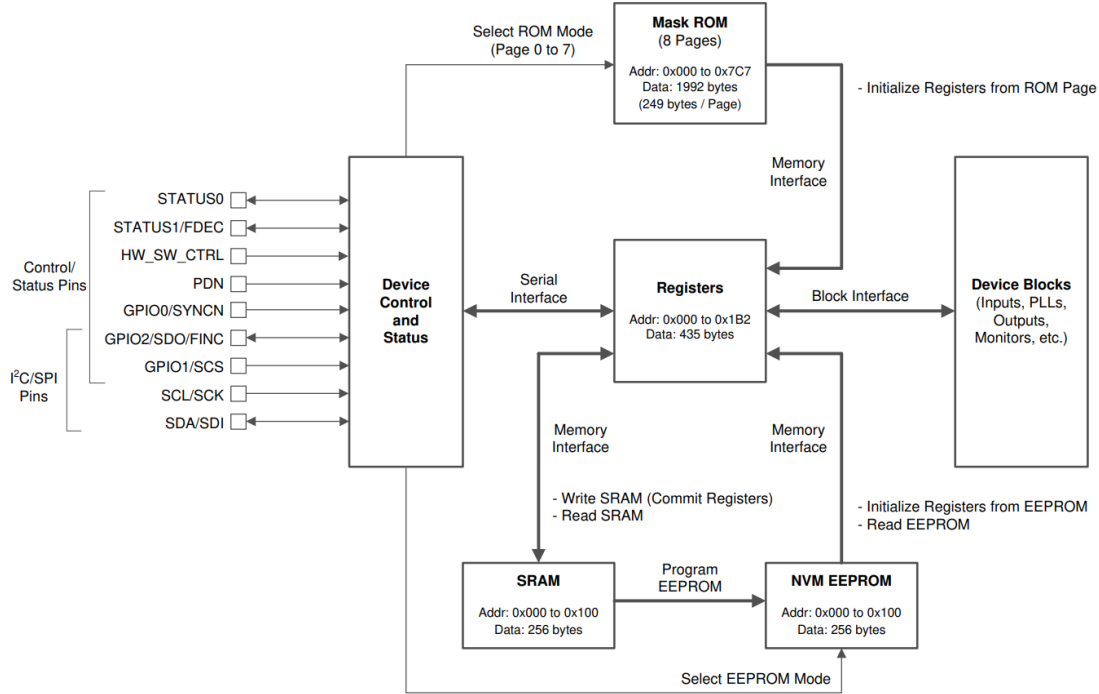 Select ROM Mode
(Page 0 to 7)
Mask ROM
(8 Pages)
Addr: 0x000 to 0x7C7
Data: 1992 bytes
(249 bytes / Page)
- Initialize Registers from ROM Page
Memory
Interface
Control/
Status Pins
I²C/SPI
Pins
STATUS0
STATUS1/FDEC
HW_SW_CTRL
PDN
GPIO0/SYNCN
GPIO2/SDO/FINC
GPIO1/SCS
SCL/SCK
SDA/SDI
Device
Control
and
Status
Serial
Interface
Registers
Addr: 0x000 to 0x1B2
Data: 435 bytes
Block Interface
Device Blocks
(Inputs, PLLs,
Outputs,
Monitors, etc.)
Memory
Interface
- Write SRAM (Commit Registers)
- Read SRAM
Memory
Interface
- Initialize Registers from EEPROM
- Read EEPROM
SRAM
Addr: 0x000 to 0x100
Data: 256 bytes
Program
EEPROM
NVM EEPROM
Addr: 0x000 to 0x100
Data: 256 bytes
Select EEPROM Mode